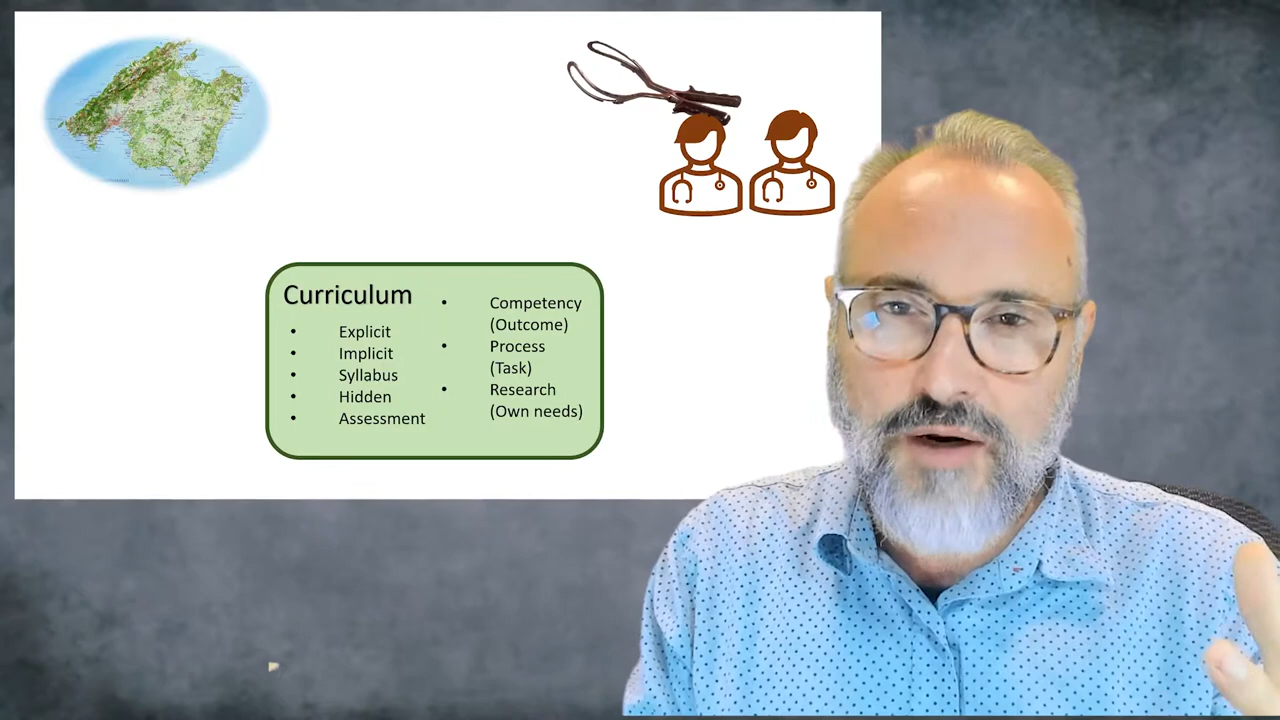 Curriculum
Explicit
Implicit
Syllabus
Hidden
Assessment
Competency
(Outcome)
Process
(Task)
Research
(Own needs)